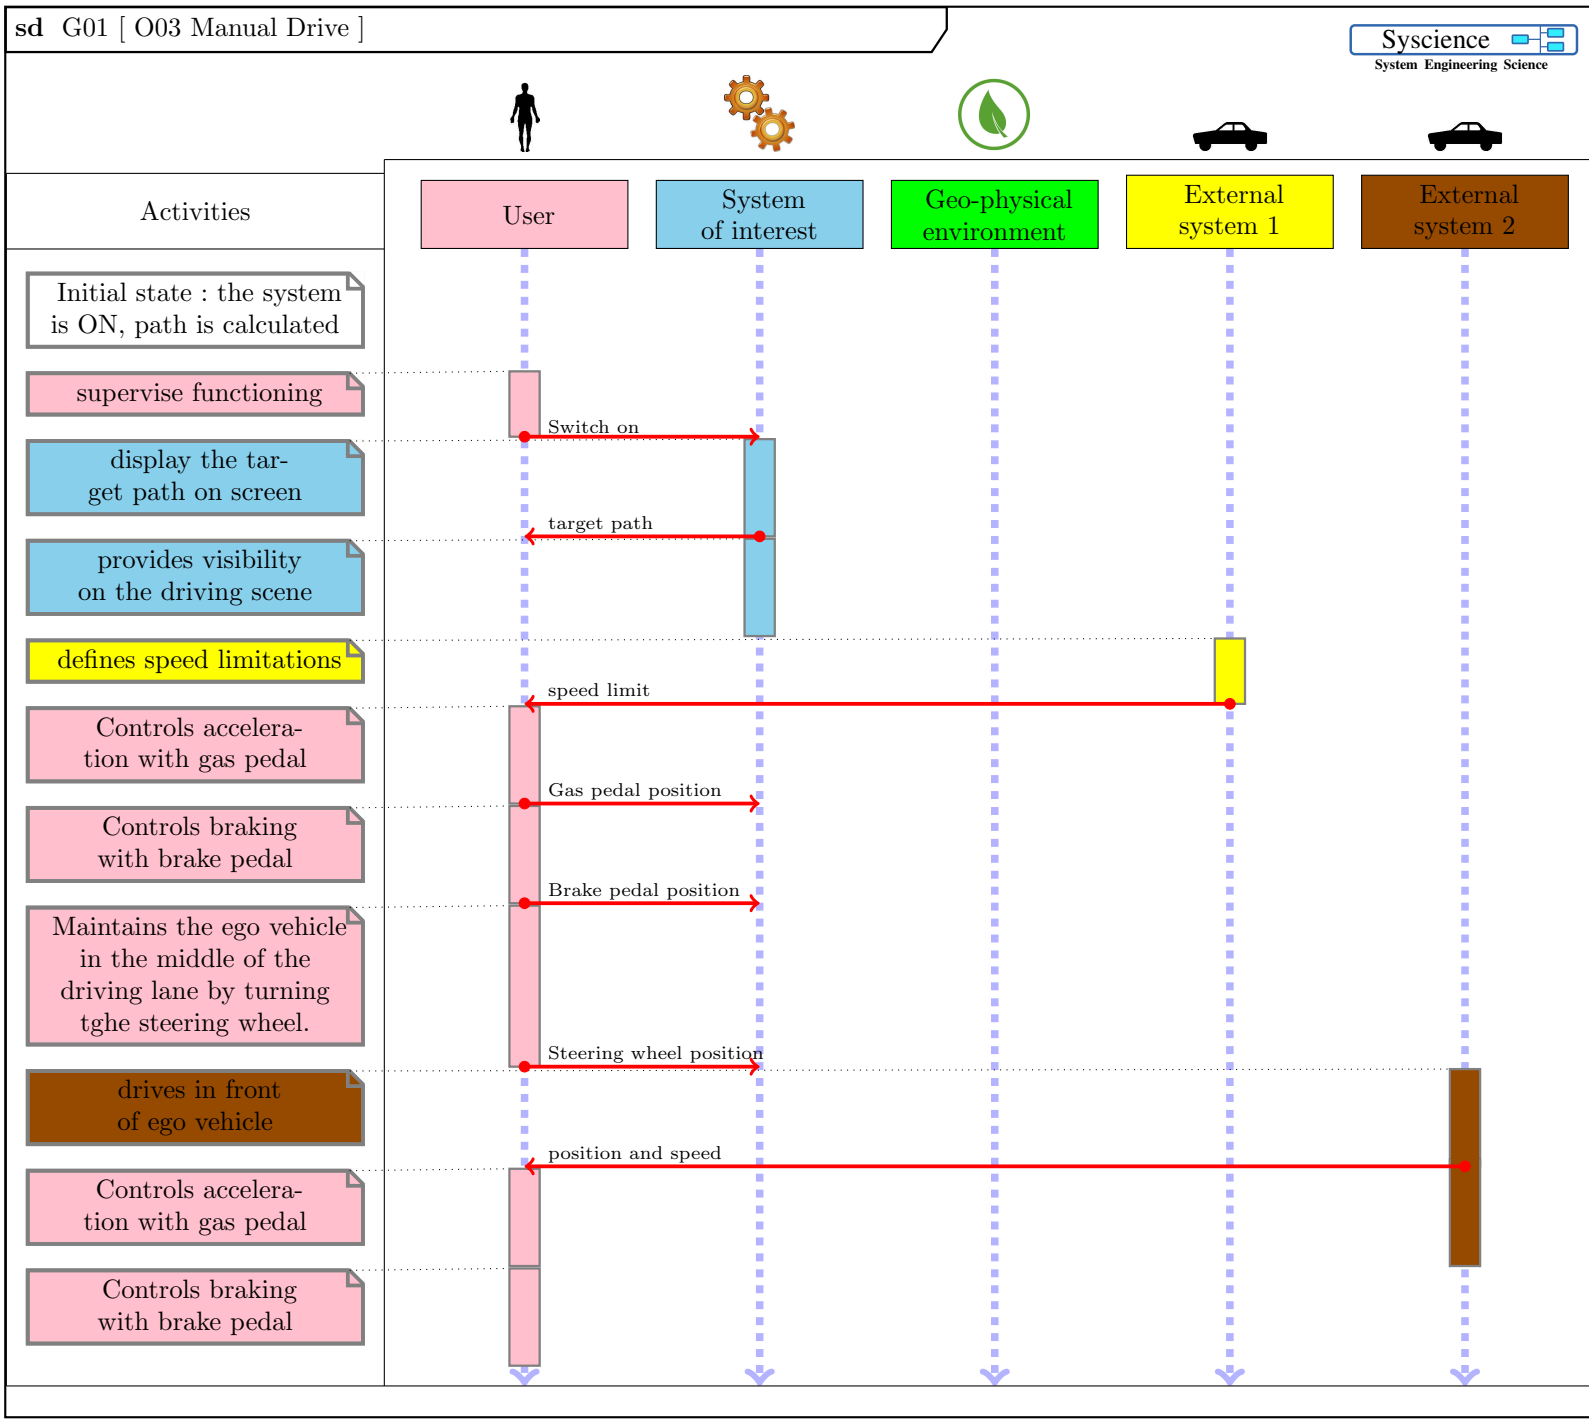 sd G01 [ O03 Manual Drive ]
Syscience
System Engineering Science
Activities
User
System
of interest
Geo-physical
environment
External
system 1
External
system 2
Initial state : the system
is ON, path is calculated
supervise functioning
Switch on
display the tar-
get path on screen
target path
provides visibility
on the driving scene
defines speed limitations
speed limit
Controls accelera-
tion with gas pedal
Gas pedal position
Controls braking
with brake pedal
Brake pedal position
Maintains the ego vehicle
in the middle of the
driving lane by turning
tghe steering wheel.
Steering wheel position
drives in front
of ego vehicle
position and speed
Controls accelera-
tion with gas pedal
Controls braking
with brake pedal